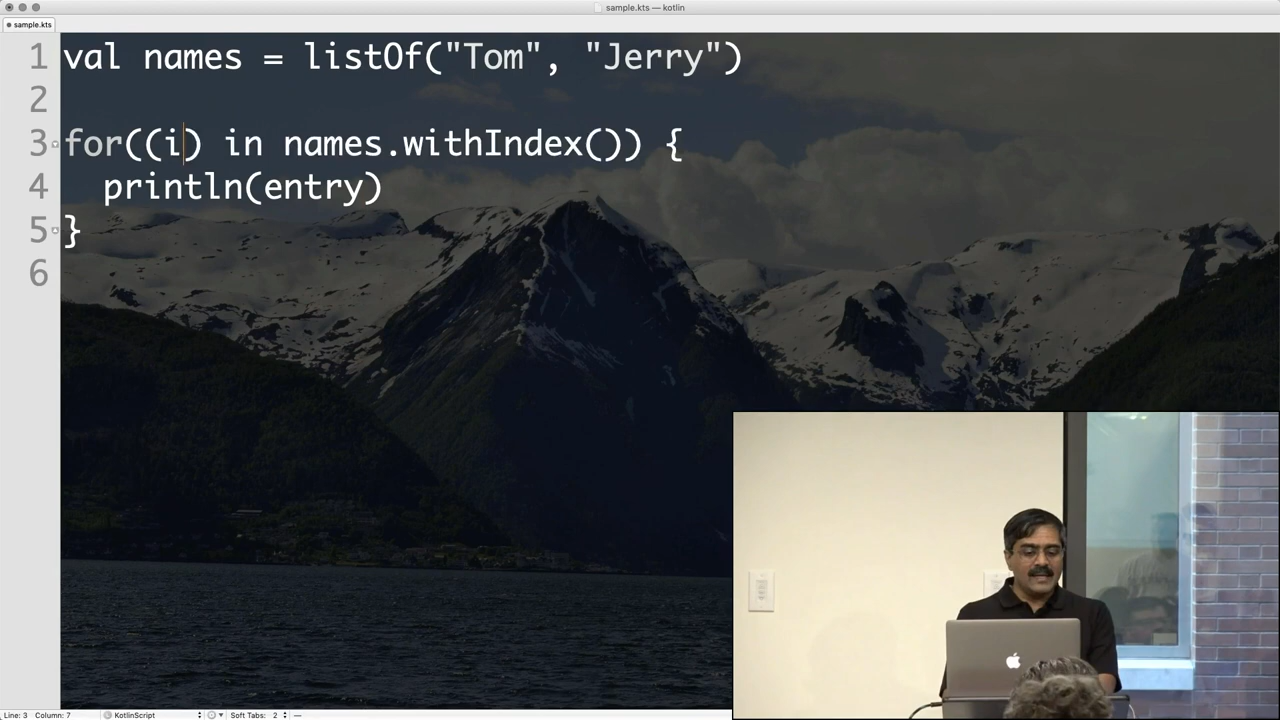 sample.kts — kotlin
sample.kts
1 val names = listOf("Tom", "Jerry")
2
3 for((i) in names.withIndex()) {
4 println(entry)
5 }
6
Line: 3 Column: 7 KotlinScript Soft Tabs: 2 —